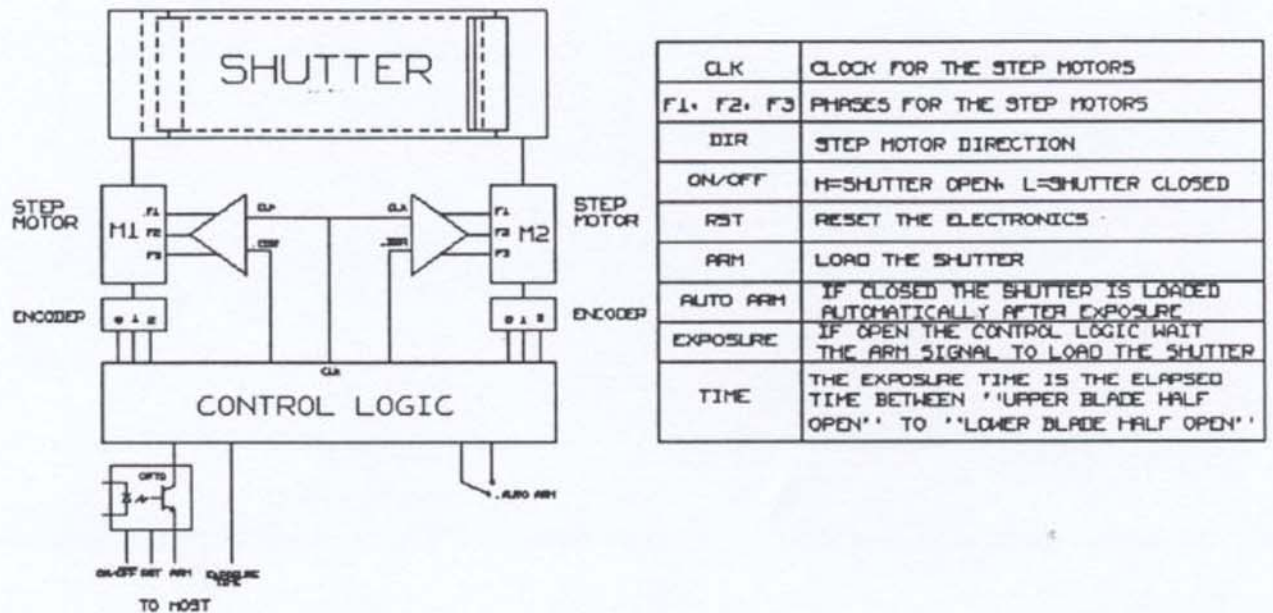 SHUTTER
STEP
MOTOR
M1
F1
F2
F3
CLK
CLK
F1
F2
F3
M2
STEP
MOTOR
ENCODER
ENCODER
CLK
CONTROL LOGIC
OPTO
AUTO ARM
ON/OFF RST ARM EXPOSURE
TIME
TO HOST
CLK CLOCK FOR THE STEP MOTORS
F1, F2, F3 PHASES FOR THE STEP MOTORS
DIR STEP MOTOR DIRECTION
ON/OFF H=SHUTTER OPEN, L=SHUTTER CLOSED
RST RESET THE ELECTRONICS
ARM LOAD THE SHUTTER
AUTO ARM IF CLOSED THE SHUTTER IS LOADED
AUTOMATICALLY AFTER EXPOSURE
EXPOSURE IF OPEN THE CONTROL LOGIC WAIT
THE ARM SIGNAL TO LOAD THE SHUTTER
TIME THE EXPOSURE TIME IS THE ELAPSED
TIME BETWEEN ''UPPER BLADE HALF
OPEN'' TO ''LOWER BLADE HALF OPEN''